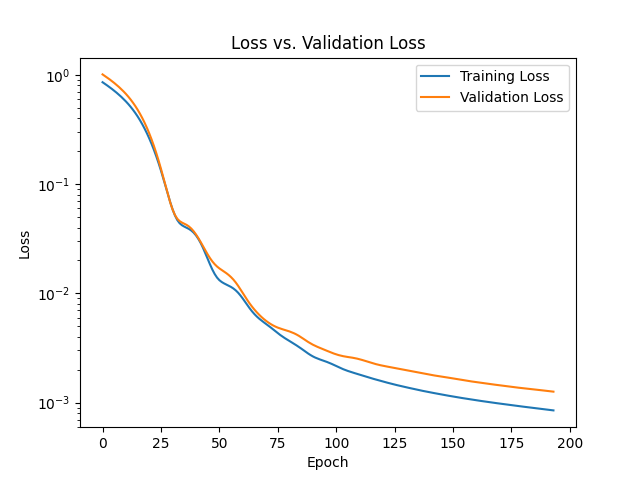 Loss vs. Validation Loss
Training Loss
Validation Loss
10⁰
10⁻¹
10⁻²
10⁻³
Loss
0 25 50 75 100 125 150 175 200
Epoch